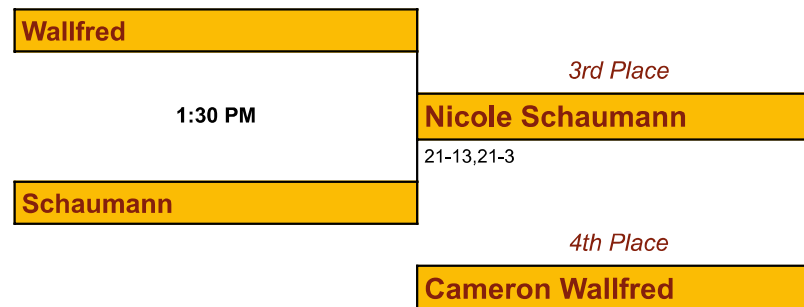 Wallfred
3rd Place
1:30 PM
Nicole Schaumann
21-13,21-3
Schaumann
4th Place
Cameron Wallfred